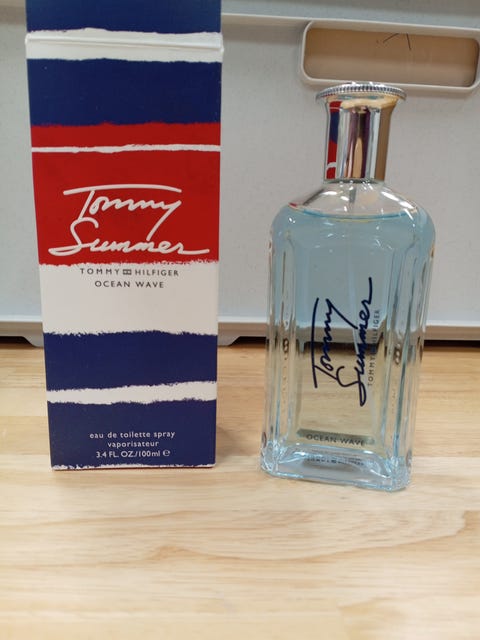 Tommy
Summer
TOMMY HILFIGER
OCEAN WAVE
eau de toilette spray
vaporisateur
3.4 FL. OZ./100ml ℮
Tommy
Summer
TOMMY HILFIGER
OCEAN WAVE